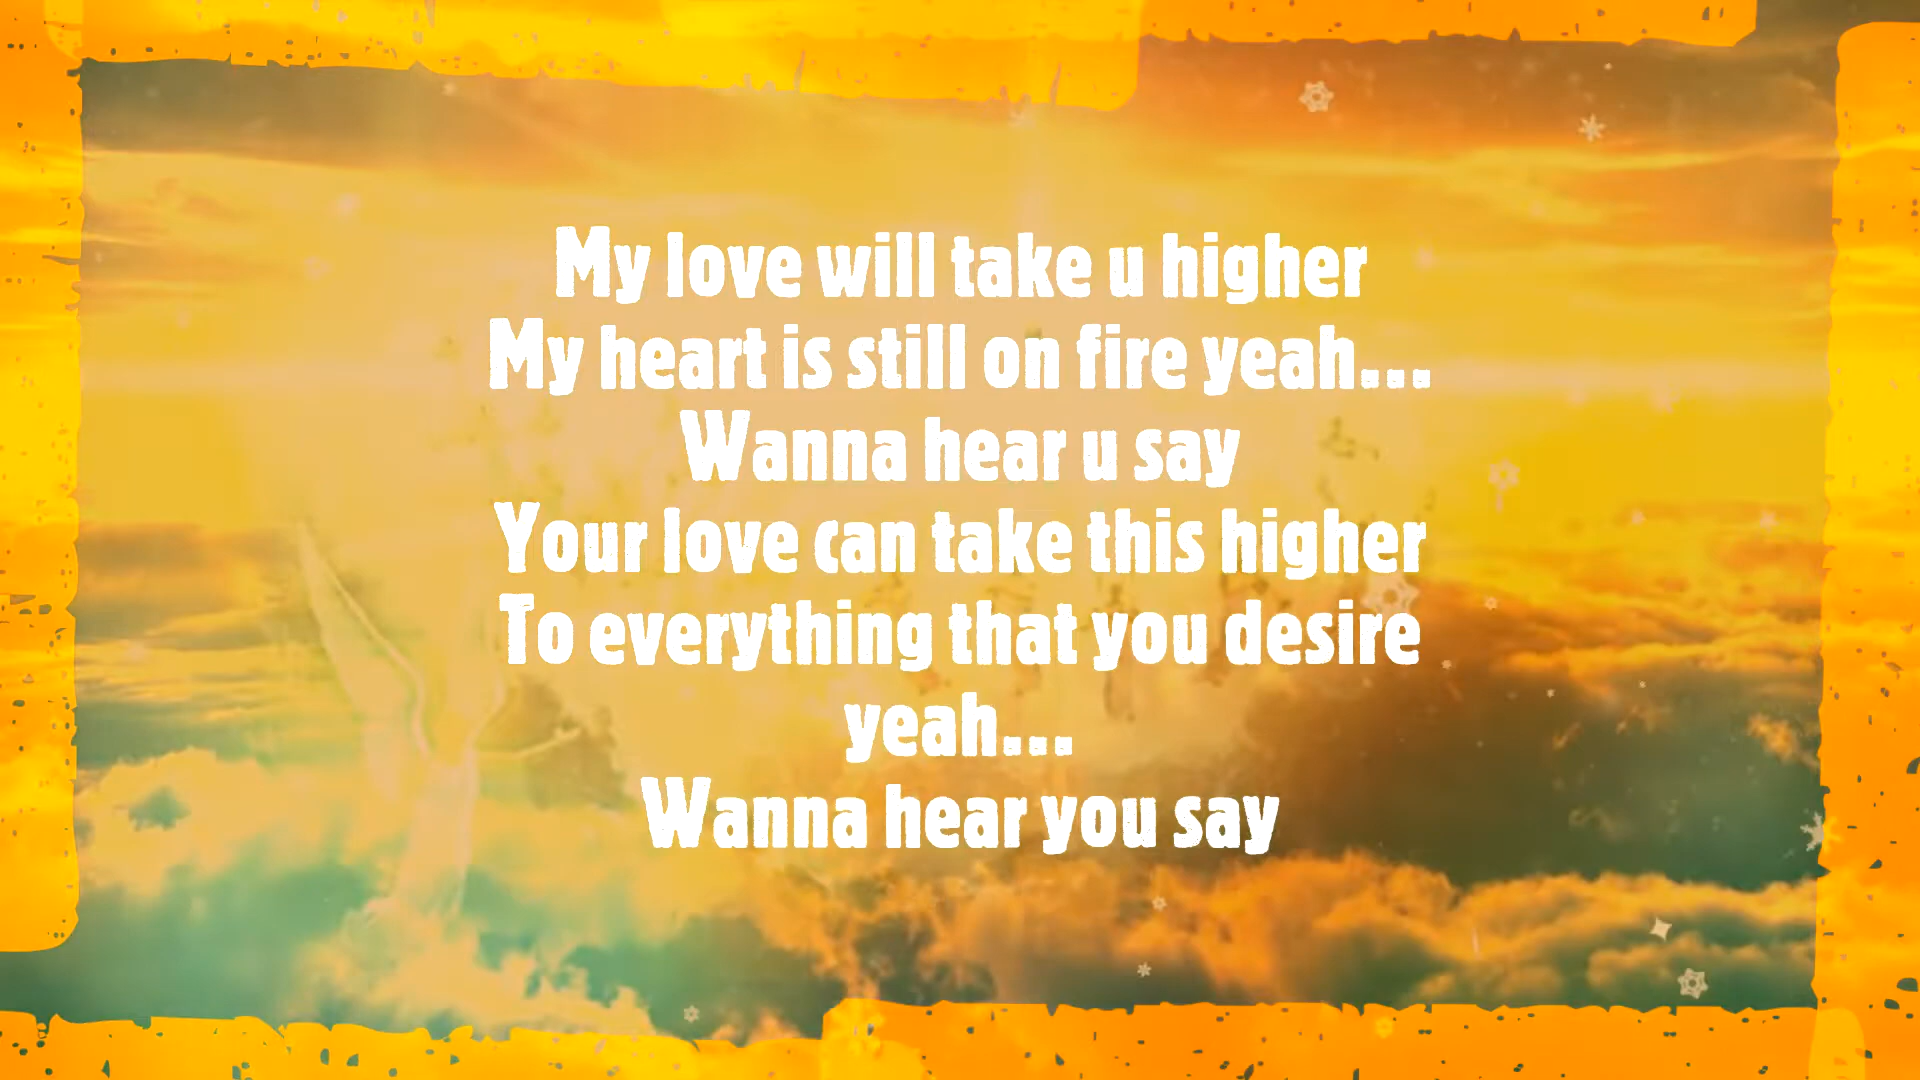 My love will take u higher
My heart is still on fire yeah...
Wanna hear u say
Your love can take this higher
To everything that you desire
yeah...
Wanna hear you say